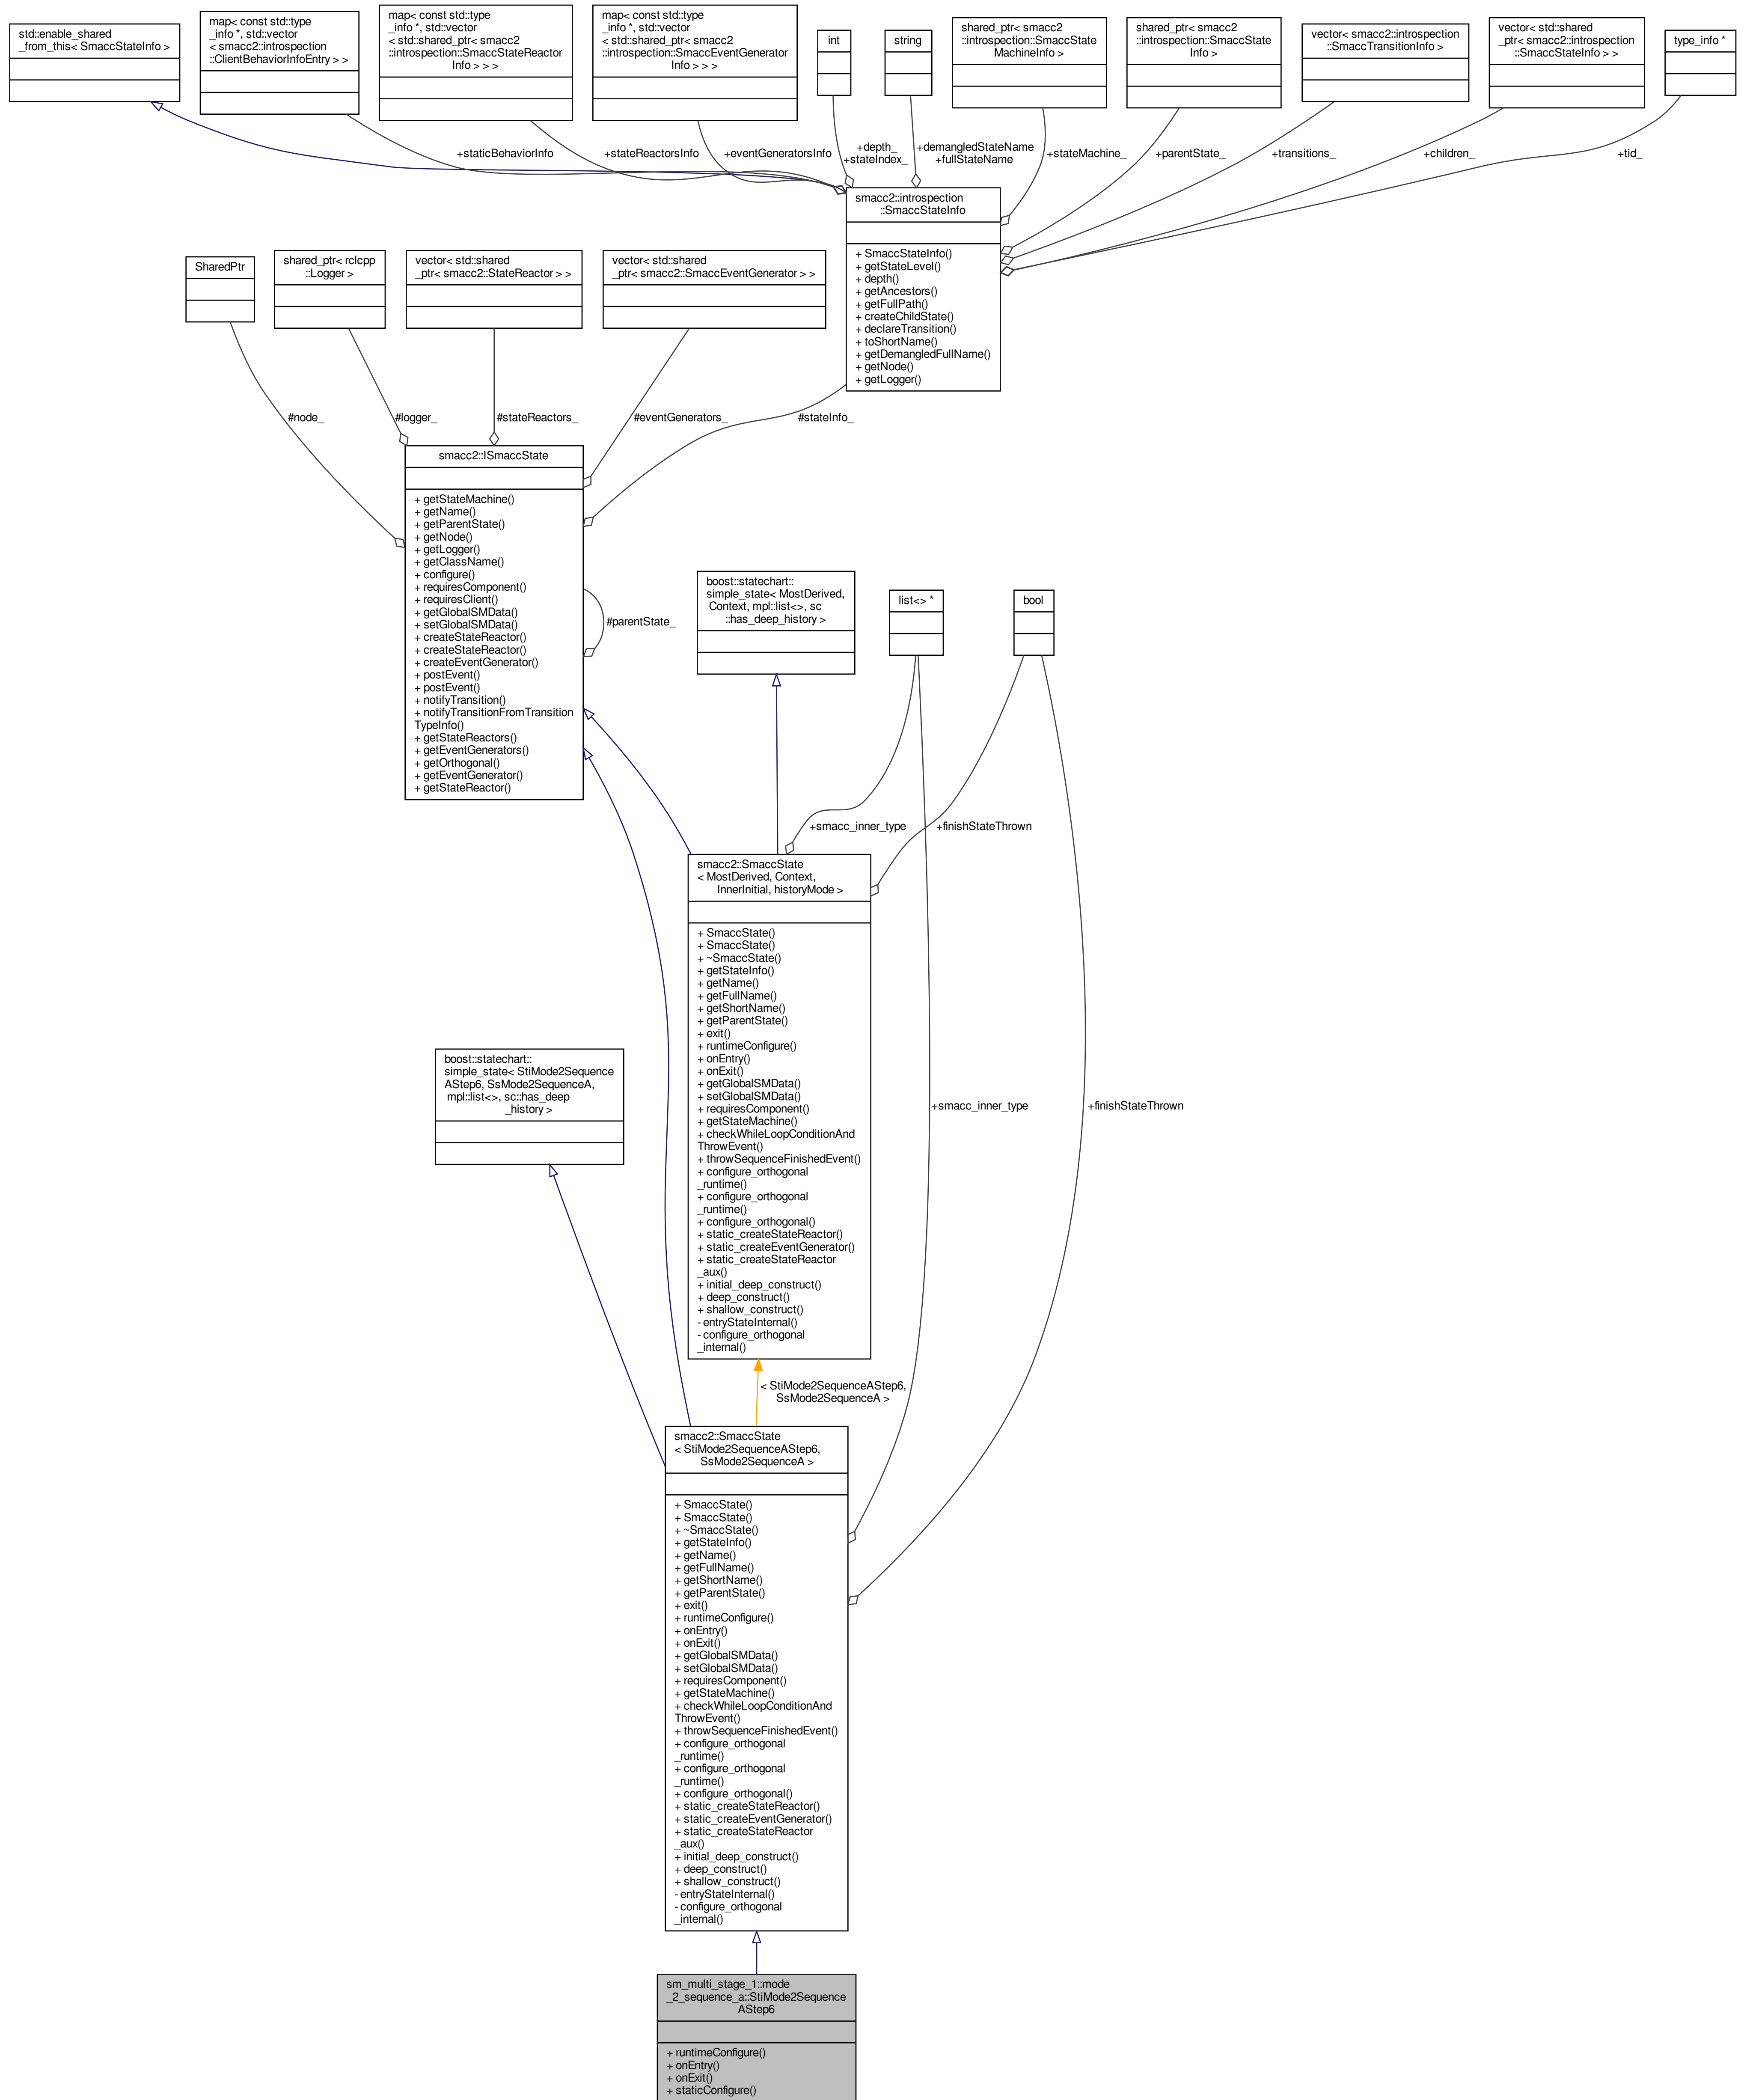 std::enable_shared
_from_this< SmaccStateInfo >
map< const std::type
_info *, std::vector
< smacc2::introspection
::ClientBehaviorInfoEntry > >
map< const std::type
_info *, std::vector
< std::shared_ptr< smacc2
::introspection::SmaccStateReactor
Info > > >
map< const std::type
_info *, std::vector
< std::shared_ptr< smacc2
::introspection::SmaccEventGenerator
Info > > >
int
string
shared_ptr< smacc2
::introspection::SmaccState
MachineInfo >
shared_ptr< smacc2
::introspection::SmaccState
Info >
vector< smacc2::introspection
::SmaccTransitionInfo >
vector< std::shared
_ptr< smacc2::introspection
::SmaccStateInfo > >
type_info *
+staticBehaviorInfo
+stateReactorsInfo
+eventGeneratorsInfo
+depth_
+stateIndex_
+demangledStateName
+fullStateName
+stateMachine_
+parentState_
+transitions_
+children_
+tid_
smacc2::introspection
::SmaccStateInfo
+ SmaccStateInfo()
+ getStateLevel()
+ depth()
+ getAncestors()
+ getFullPath()
+ createChildState()
+ declareTransition()
+ toShortName()
+ getDemangledFullName()
+ getNode()
+ getLogger()
SharedPtr
shared_ptr< rclcpp
::Logger >
vector< std::shared
_ptr< smacc2::StateReactor > >
vector< std::shared
_ptr< smacc2::SmaccEventGenerator > >
#node_
#logger_
#stateReactors_
#eventGenerators_
#stateInfo_
smacc2::ISmaccState
+ getStateMachine()
+ getName()
+ getParentState()
+ getNode()
+ getLogger()
+ getClassName()
+ configure()
+ requiresComponent()
+ requiresClient()
+ getGlobalSMData()
+ setGlobalSMData()
+ createStateReactor()
+ createStateReactor()
+ createEventGenerator()
+ postEvent()
+ postEvent()
+ notifyTransition()
+ notifyTransitionFromTransition
TypeInfo()
+ getStateReactors()
+ getEventGenerators()
+ getOrthogonal()
+ getEventGenerator()
+ getStateReactor()
#parentState_
boost::statechart::
simple_state< MostDerived,
Context, mpl::list<>, sc
::has_deep_history >
list<> *
bool
+smacc_inner_type
+finishStateThrown
smacc2::SmaccState
< MostDerived, Context,
InnerInitial, historyMode >
+ SmaccState()
+ SmaccState()
+ ~SmaccState()
+ getStateInfo()
+ getName()
+ getFullName()
+ getShortName()
+ getParentState()
+ exit()
+ runtimeConfigure()
+ onEntry()
+ onExit()
+ getGlobalSMData()
+ setGlobalSMData()
+ requiresComponent()
+ getStateMachine()
+ checkWhileLoopConditionAnd
ThrowEvent()
+ throwSequenceFinishedEvent()
+ configure_orthogonal
_runtime()
+ configure_orthogonal
_runtime()
+ configure_orthogonal()
+ static_createStateReactor()
+ static_createEventGenerator()
+ static_createStateReactor
_aux()
+ initial_deep_construct()
+ deep_construct()
+ shallow_construct()
- entryStateInternal()
- configure_orthogonal
_internal()
boost::statechart::
simple_state< StiMode2Sequence
AStep6, SsMode2SequenceA,
mpl::list<>, sc::has_deep
_history >
+smacc_inner_type
+finishStateThrown
< StiMode2SequenceAStep6,
SsMode2SequenceA >
smacc2::SmaccState
< StiMode2SequenceAStep6,
SsMode2SequenceA >
+ SmaccState()
+ SmaccState()
+ ~SmaccState()
+ getStateInfo()
+ getName()
+ getFullName()
+ getShortName()
+ getParentState()
+ exit()
+ runtimeConfigure()
+ onEntry()
+ onExit()
+ getGlobalSMData()
+ setGlobalSMData()
+ requiresComponent()
+ getStateMachine()
+ checkWhileLoopConditionAnd
ThrowEvent()
+ throwSequenceFinishedEvent()
+ configure_orthogonal
_runtime()
+ configure_orthogonal
_runtime()
+ configure_orthogonal()
+ static_createStateReactor()
+ static_createEventGenerator()
+ static_createStateReactor
_aux()
+ initial_deep_construct()
+ deep_construct()
+ shallow_construct()
- entryStateInternal()
- configure_orthogonal
_internal()
sm_multi_stage_1::mode
_2_sequence_a::StiMode2Sequence
AStep6
+ runtimeConfigure()
+ onEntry()
+ onExit()
+ staticConfigure()